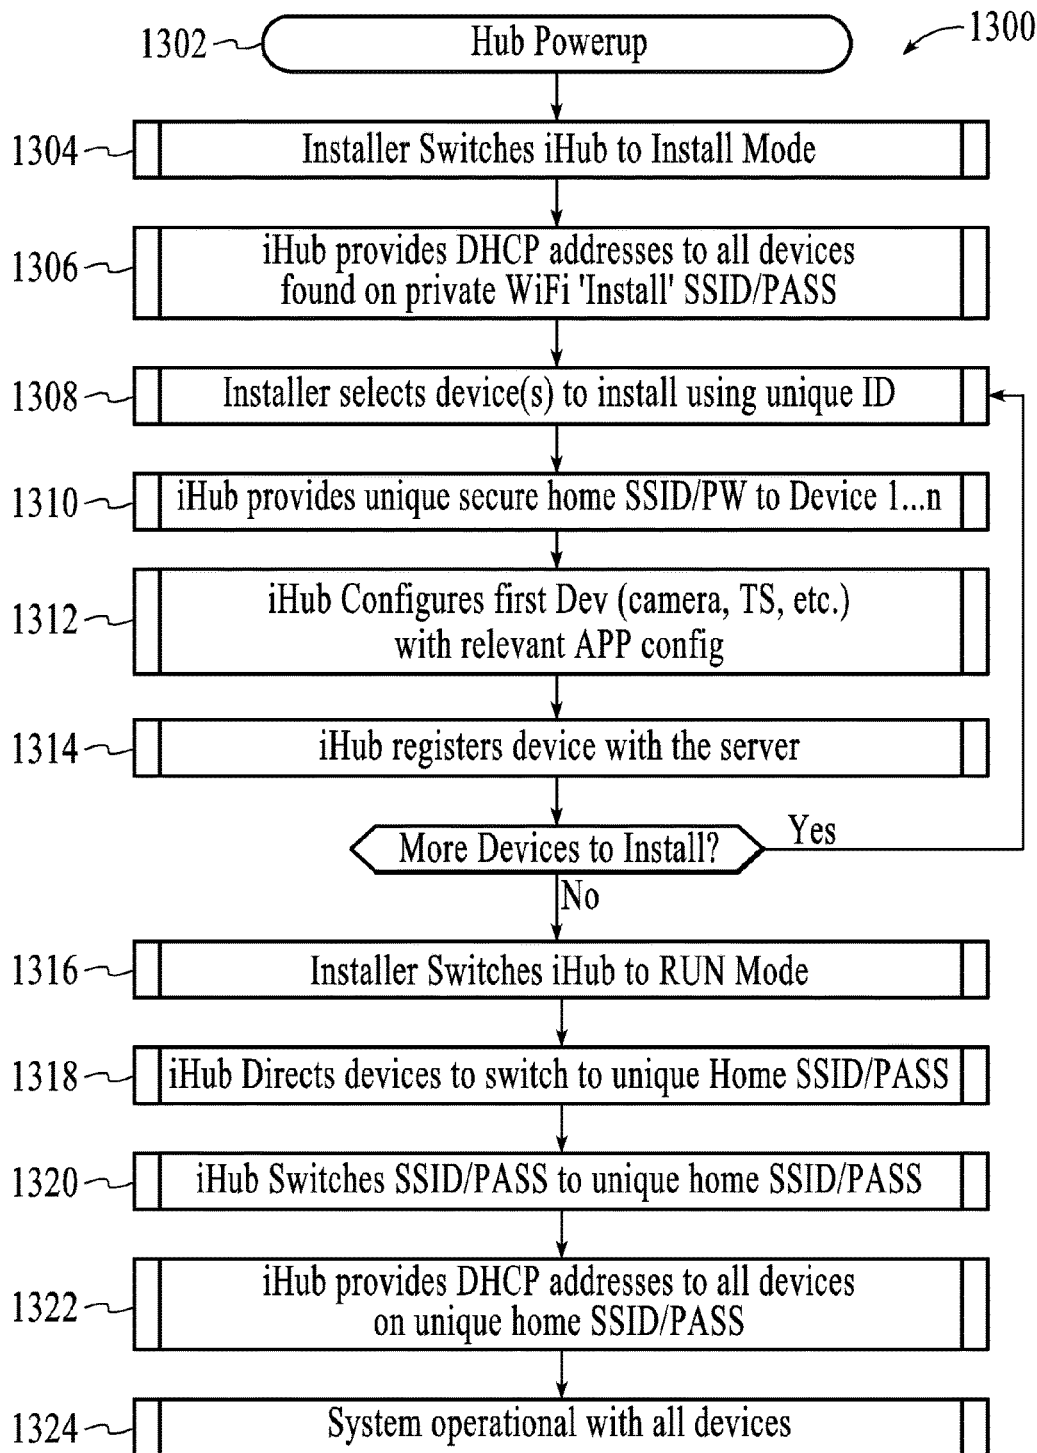 1300
1302
Hub Powerup
1304
Installer Switches iHub to Install Mode
1306
iHub provides DHCP addresses to all devices
found on private WiFi 'Install' SSID/PASS
1308
Installer selects device(s) to install using unique ID
1310
iHub provides unique secure home SSID/PW to Device 1...n
1312
iHub Configures first Dev (camera, TS, etc.)
with relevant APP config
1314
iHub registers device with the server
More Devices to Install?
Yes
No
1316
Installer Switches iHub to RUN Mode
1318
iHub Directs devices to switch to unique Home SSID/PASS
1320
iHub Switches SSID/PASS to unique home SSID/PASS
1322
iHub provides DHCP addresses to all devices
on unique home SSID/PASS
1324
System operational with all devices